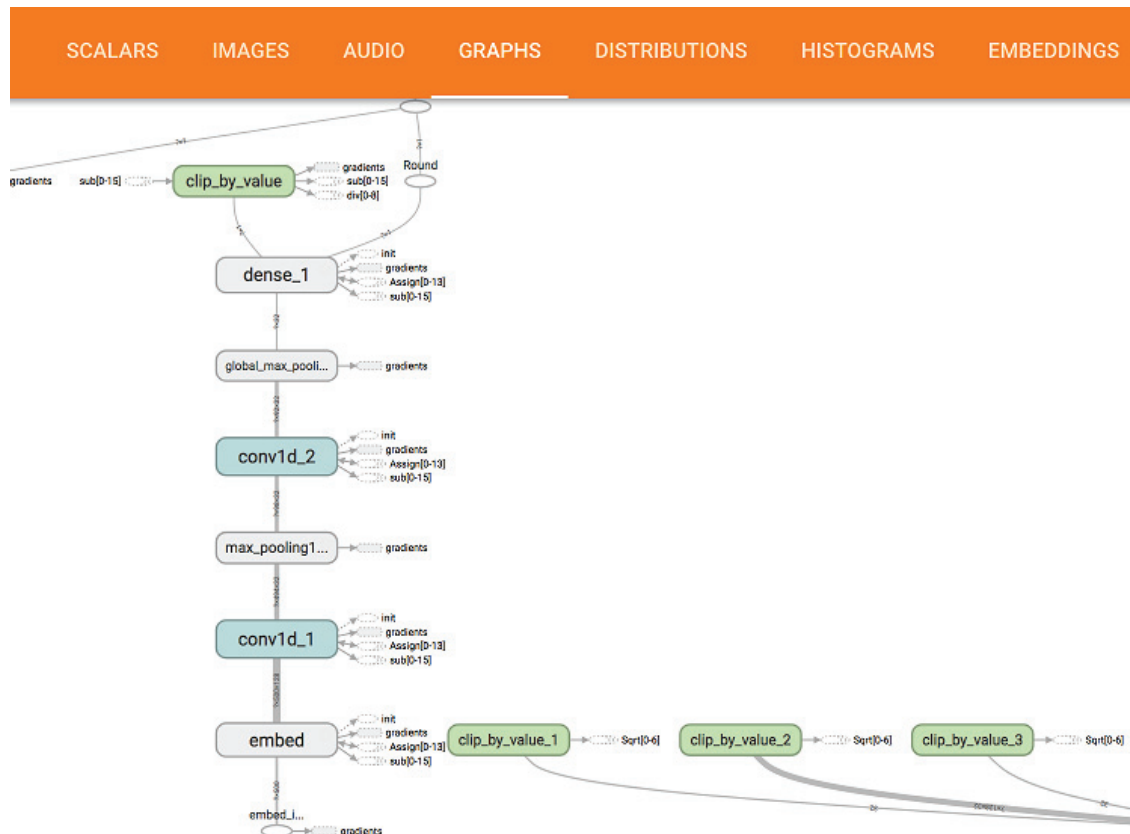 SCALARS IMAGES AUDIO GRAPHS DISTRIBUTIONS HISTOGRAMS EMBEDDINGS
gradients
sub[0-15]
clip_by_value
gradients
sub[0-15]
div[0-8]
Round
dense_1
init
gradients
Assign[0-13]
sub[0-15]
global_max_pooli...
gradients
conv1d_2
init
gradients
Assign[0-13]
sub[0-15]
max_pooling1...
gradients
conv1d_1
init
gradients
Assign[0-13]
sub[0-15]
embed
init
gradients
Assign[0-13]
sub[0-15]
clip_by_value_1
Sqrt[0-6]
clip_by_value_2
Sqrt[0-6]
clip_by_value_3
Sqrt[0-6]
embed_i...
gradients